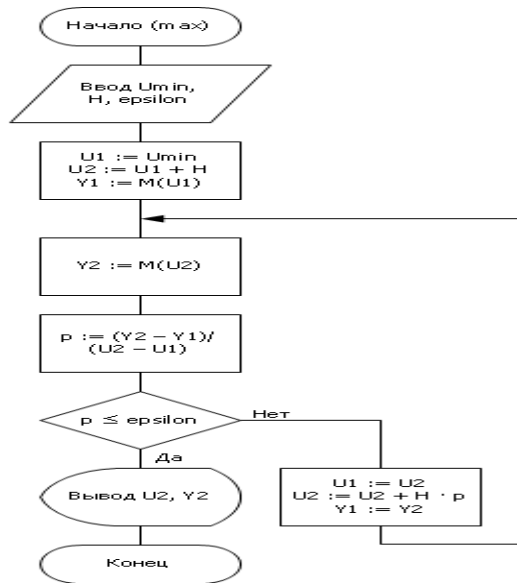 Начало (max)
Ввод Umin,
H, epsilon
U1 := Umin
U2 := U1 + H
Y1 := M(U1)
Y2 := M(U2)
p := (Y2 – Y1)/
(U2 – U1)
p ≤ epsilon
Нет
Да
Вывод U2, Y2
U1 := U2
U2 := U2 + H · p
Y1 := Y2
Конец